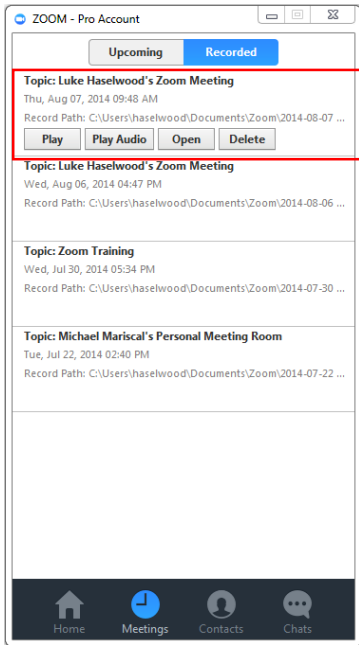 ZOOM - Pro Account
Upcoming Recorded
Topic: Luke Haselwood's Zoom Meeting
Thu, Aug 07, 2014 09:48 AM
Record Path: C:\Users\haselwood\Documents\Zoom\2014-08-07 ...
Play Play Audio Open Delete
Topic: Luke Haselwood's Zoom Meeting
Wed, Aug 06, 2014 04:47 PM
Record Path: C:\Users\haselwood\Documents\Zoom\2014-08-06 ...
Topic: Zoom Training
Wed, Jul 30, 2014 05:34 PM
Record Path: C:\Users\haselwood\Documents\Zoom\2014-07-30 ...
Topic: Michael Mariscal's Personal Meeting Room
Tue, Jul 22, 2014 02:40 PM
Record Path: C:\Users\haselwood\Documents\Zoom\2014-07-22 ...
Home Meetings Contacts Chats